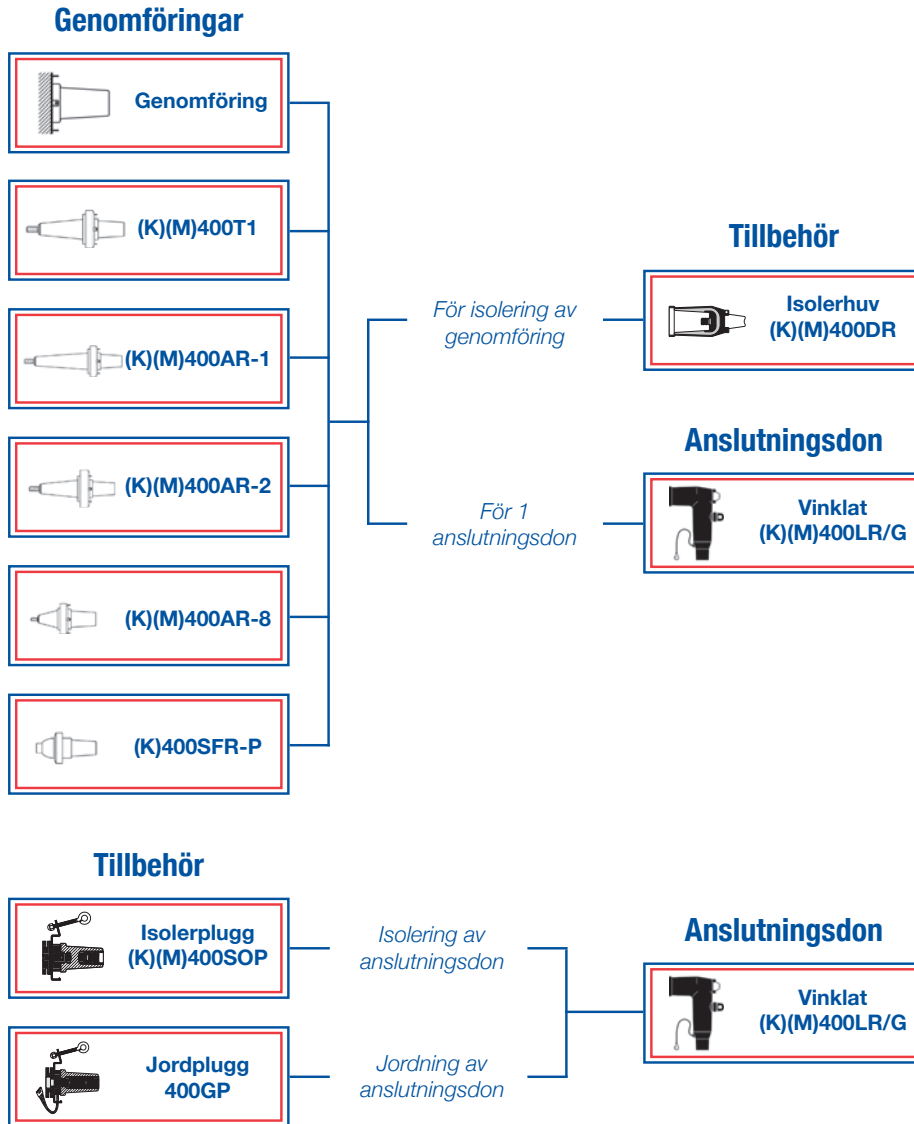 Genomföringar
Genomföring
(K)(M)400T1
(K)(M)400AR-1
(K)(M)400AR-2
(K)(M)400AR-8
(K)400SFR-P
För isolering av
genomföring
För 1
anslutningsdon
Tillbehör
Isolerhuv
(K)(M)400DR
Anslutningsdon
Vinklat
(K)(M)400LR/G
Tillbehör
Isolerplugg
(K)(M)400SOP
Jordplugg
400GP
Isolering av
anslutningsdon
Jordning av
anslutningsdon
Anslutningsdon
Vinklat
(K)(M)400LR/G